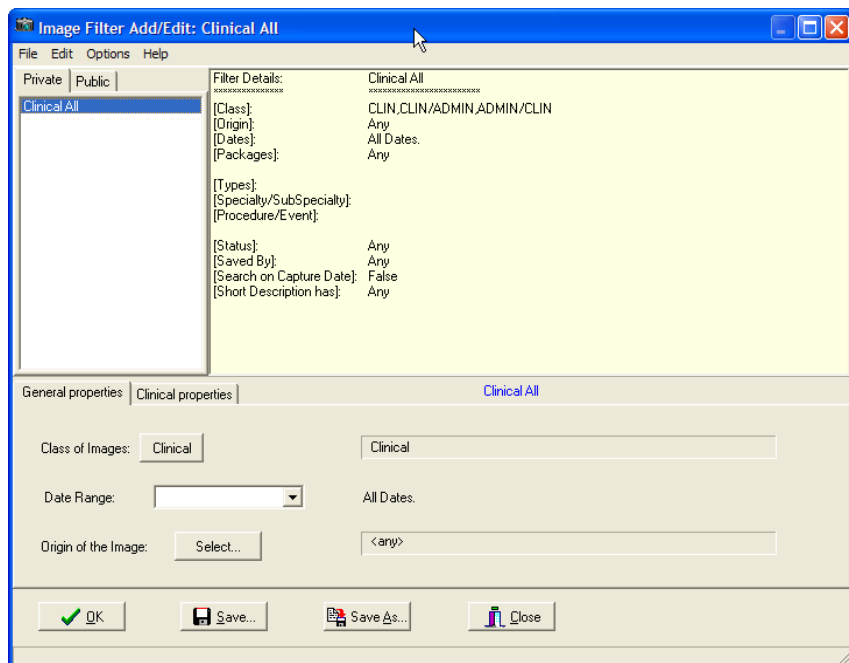 Image Filter Add/Edit: Clinical All
File Edit Options Help
Private Public
Clinical All
Filter Details: Clinical All
[Class]: CLIN,CLIN/ADMIN,ADMIN/CLIN
[Origin]: Any
[Dates]: All Dates.
[Packages]: Any
[Types]:
[Specialty/SubSpecialty]:
[Procedure/Event]:
[Status]: Any
[Saved By]: Any
[Search on Capture Date]: False
[Short Description has]: Any
General properties Clinical properties Clinical All
Class of Images: Clinical Clinical
Date Range: All Dates.
Origin of the Image: Select... <any>
OK Save... Save As... Close